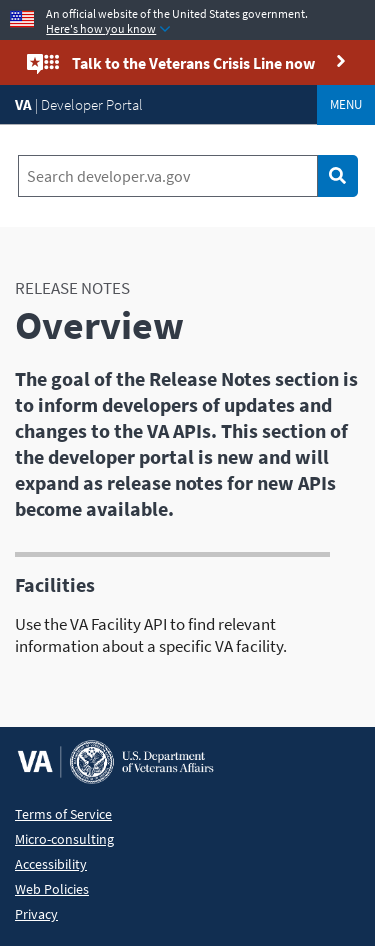 An official website of the United States government.
Here's how you know
Talk to the Veterans Crisis Line now
VA | Developer Portal
MENU
Search developer.va.gov
RELEASE NOTES
Overview
The goal of the Release Notes section is
to inform developers of updates and
changes to the VA APIs. This section of
the developer portal is new and will
expand as release notes for new APIs
become available.
Facilities
Use the VA Facility API to find relevant
information about a specific VA facility.
VA
U.S. Department
of Veterans Affairs
Terms of Service
Micro-consulting
Accessibility
Web Policies
Privacy